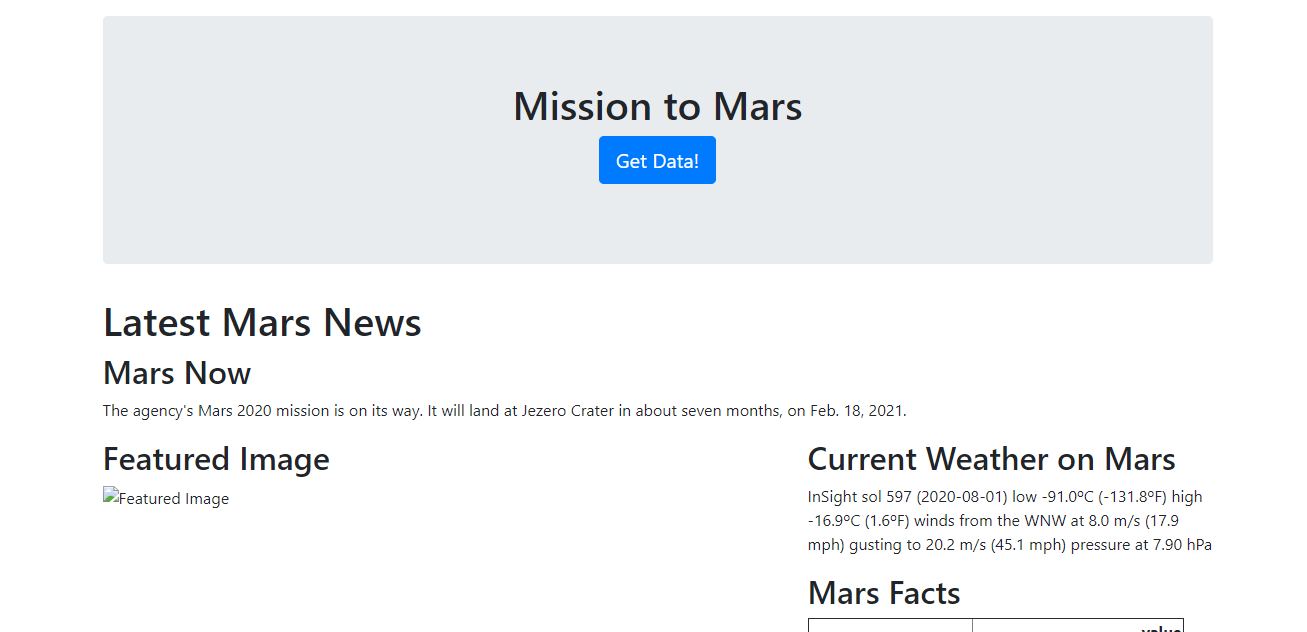 Mission to Mars
Get Data!
Latest Mars News
Mars Now
The agency's Mars 2020 mission is on its way. It will land at Jezero Crater in about seven months, on Feb. 18, 2021.
Featured Image
Featured Image
Current Weather on Mars
InSight sol 597 (2020-08-01) low -91.0ºC (-131.8ºF) high
-16.9ºC (1.6ºF) winds from the WNW at 8.0 m/s (17.9
mph) gusting to 20.2 m/s (45.1 mph) pressure at 7.90 hPa
Mars Facts
value